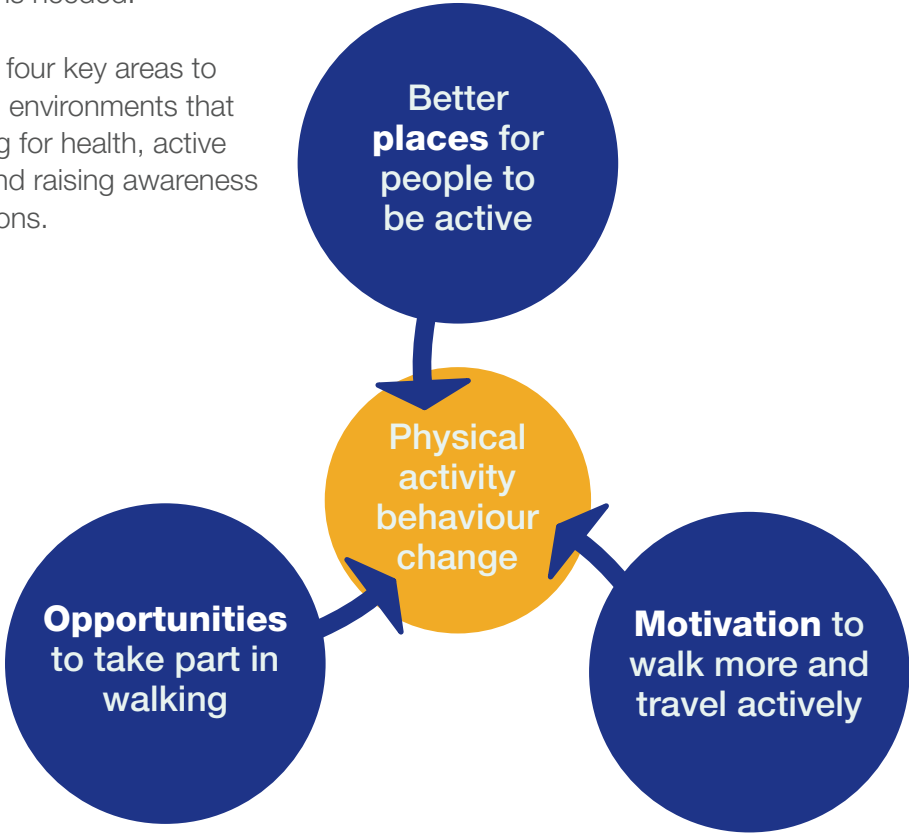 is needed.
four key areas to
environments that
g for health, active
nd raising awareness
ons.
Better
places for
people to
be active
Physical
activity
behaviour
change
Opportunities
to take part in
walking
Motivation to
walk more and
travel actively